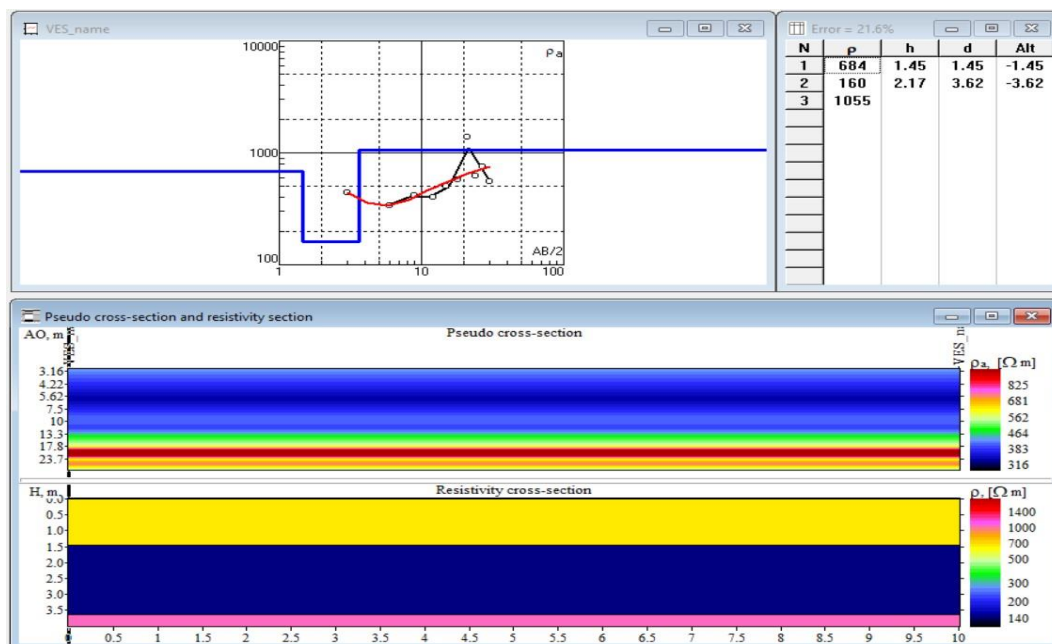 VES_name
10000
ρa
1000
100
AB/2
1 10 100
Error = 21.6%
N ρ h d Alt
1 684 1.45 1.45 -1.45
2 160 2.17 3.62 -3.62
3 1055
Pseudo cross-section and resistivity section
AO, m
Pseudo cross-section
3.16
4.22
5.62
7.5
10
13.3
17.8
23.7
ρa, [Ω m]
825
681
562
464
383
316
H, m
Resistivity cross-section
0.0
0.5
1.0
1.5
2.0
2.5
3.0
3.5
ρ, [Ω m]
1400
1000
700
500
300
200
140
0 0.5 1 1.5 2 2.5 3 3.5 4 4.5 5 5.5 6 6.5 7 7.5 8 8.5 9 9.5 10